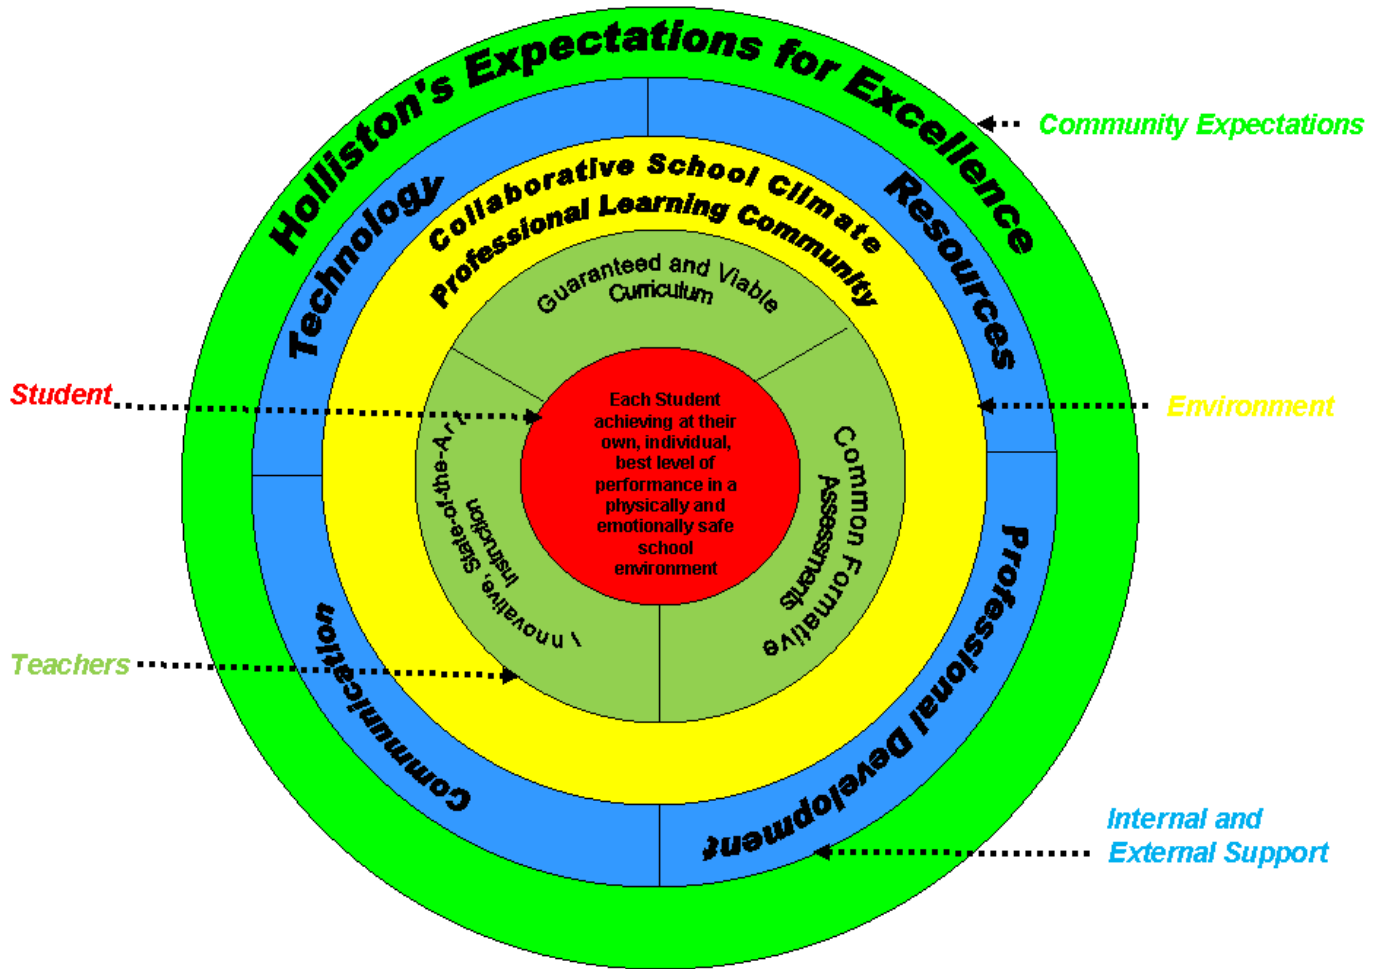 Holliston's Expectations for Excellence
Community Expectations
Technology
Resources
Collaborative School Climate
Professional Learning Community
Guaranteed and Viable
Curriculum
Student
Environment
Each Student
achieving at their
own, individual,
best level of
performance in a
physically and
emotionally safe
school
environment
Innovative, State-of-the-Art
Instruction
Common Formative
Assessments
Teachers
Communication
Professional Development
Internal and
External Support